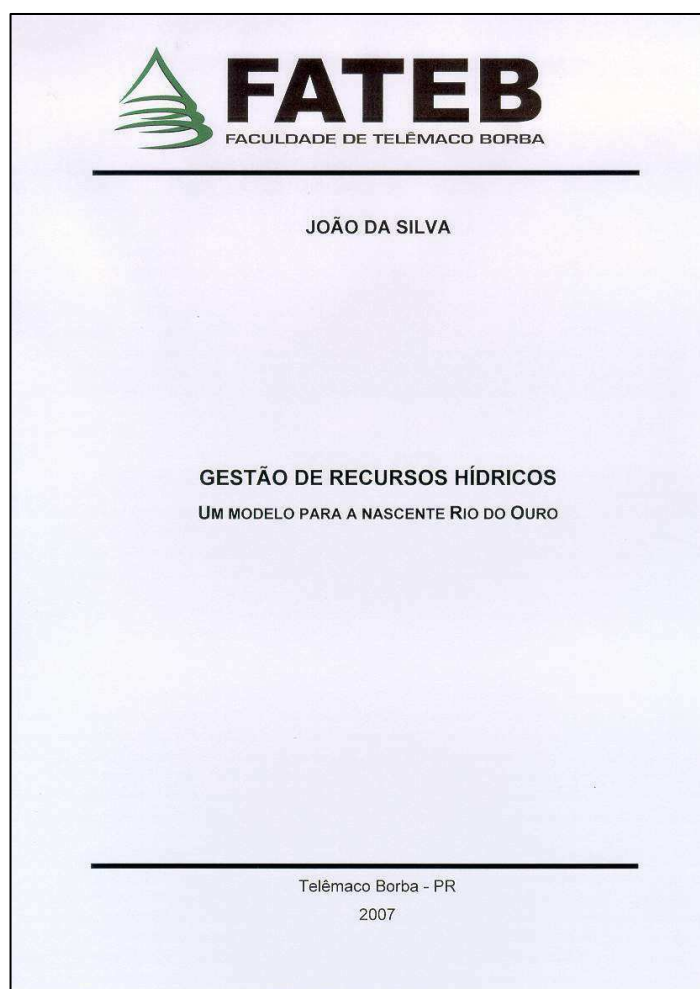 FATEB
FACULDADE DE TELÊMACO BORBA
JOÃO DA SILVA
GESTÃO DE RECURSOS HÍDRICOS
UM MODELO PARA A NASCENTE RIO DO OURO
Telêmaco Borba - PR
2007